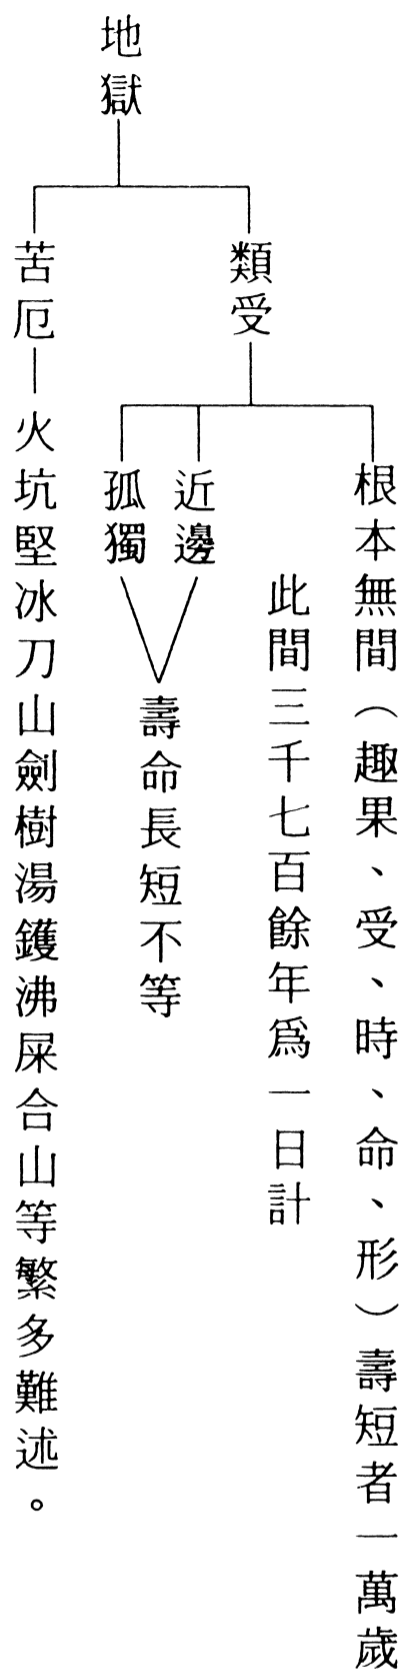 地獄
類受
根本無間（趣果、受、時、命、形）壽短者一萬歲
此間三千七百餘年爲一日計
近邊
孤獨
壽命長短不等
苦厄—火坑堅冰刀山劍樹湯鑊沸屎合山等繁多難述。